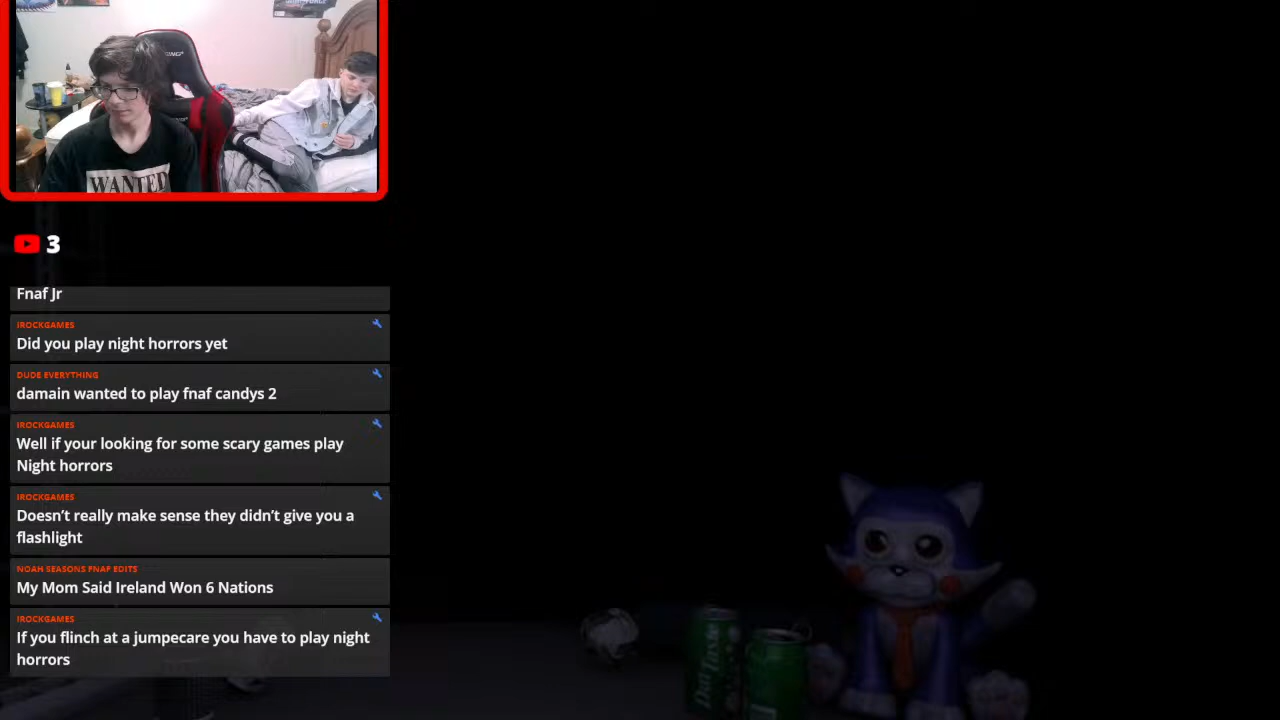 WANTED
3
Fnaf Jr
IROCKGAMES
Did you play night horrors yet
DUDE EVERYTHING
damain wanted to play fnaf candys 2
IROCKGAMES
Well if your looking for some scary games play
Night horrors
IROCKGAMES
Doesn't really make sense they didn't give you a
flashlight
NOAH SEASONS FNAF EDITS
My Mom Said Ireland Won 6 Nations
IROCKGAMES
If you flinch at a jumpecare you have to play night
horrors